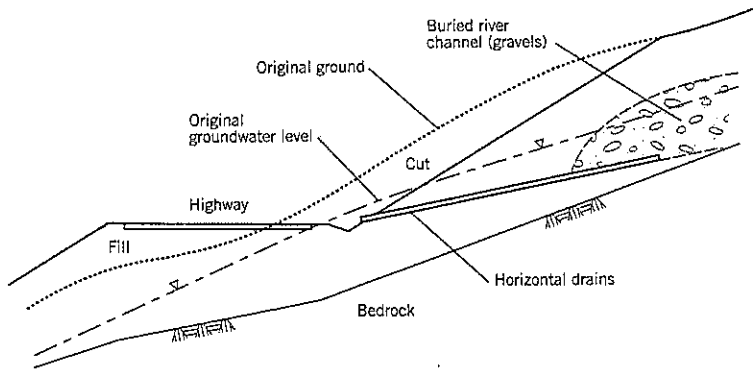 Buried river
channel (gravels)
Original ground
Original
groundwater level
Cut
Highway
Fill
Horizontal drains
Bedrock